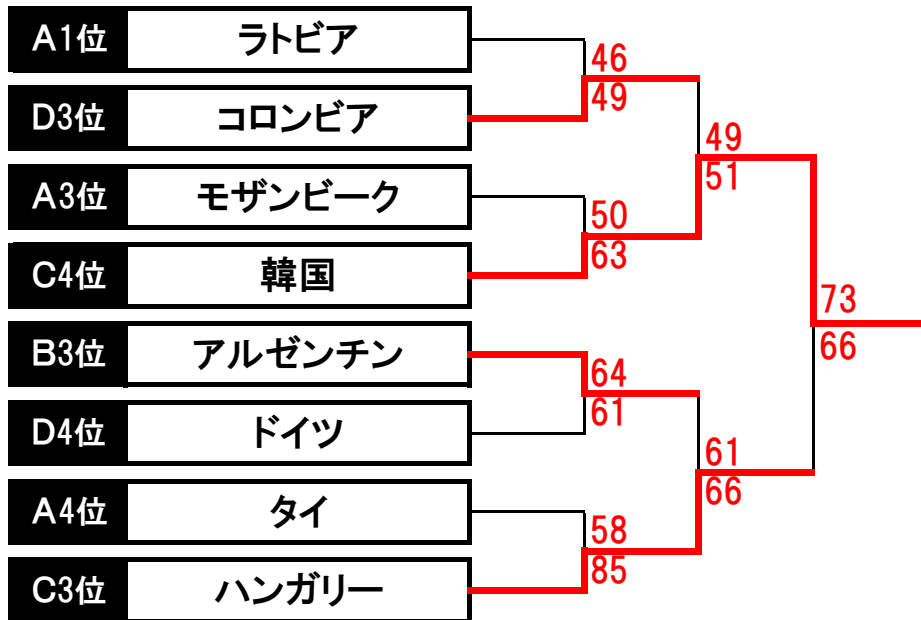 A1位 ラトビア
46
49
D3位 コロンビア
49
51
A3位 モザンビーク
50
63
C4位 韓国
73
66
B3位 アルゼンチン
64
61
D4位 ドイツ
61
66
A4位 タイ
58
85
C3位 ハンガリー